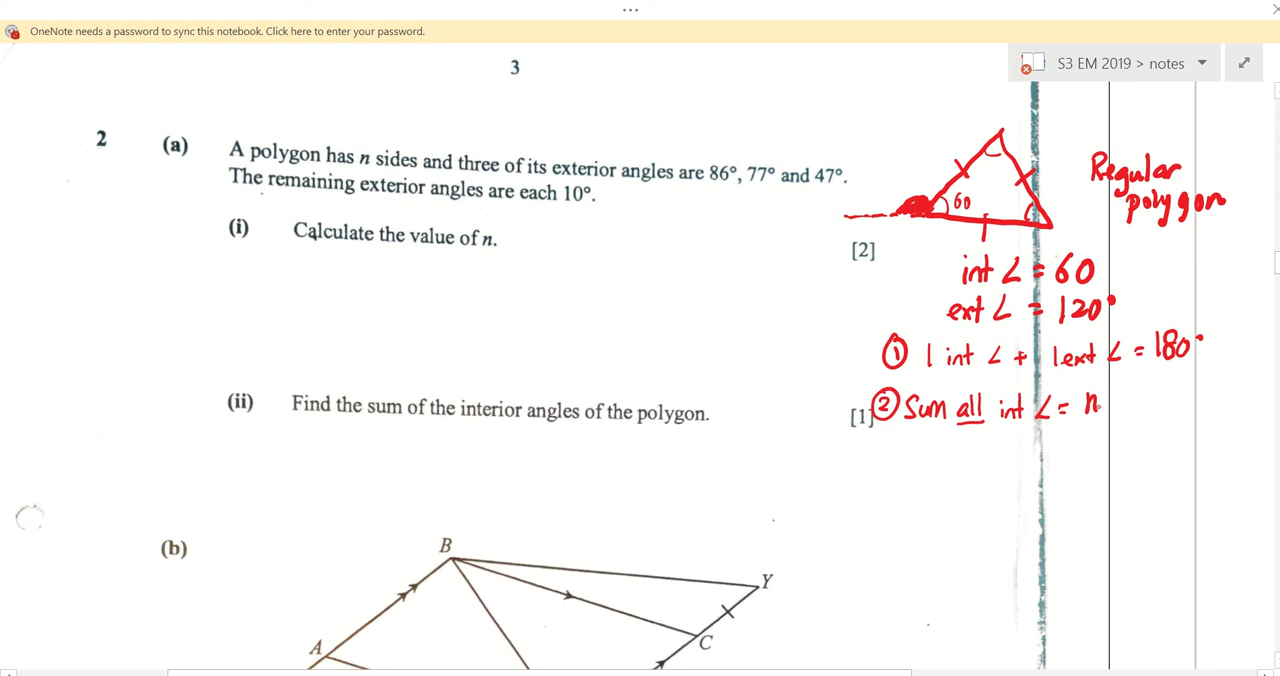 OneNote needs a password to sync this notebook. Click here to enter your password.
S3 EM 2019 > notes
3
2 (a) A polygon has n sides and three of its exterior angles are 86°, 77° and 47°.
The remaining exterior angles are each 10°.
(i) Calculate the value of n. [2]
(ii) Find the sum of the interior angles of the polygon. [1]
(b)
B
Y
A
C
60
Regular
polygon
int ∠ = 60
ext ∠ = 120°
① 1 int ∠ + 1 ext ∠ = 180°
② Sum all int ∠ = n